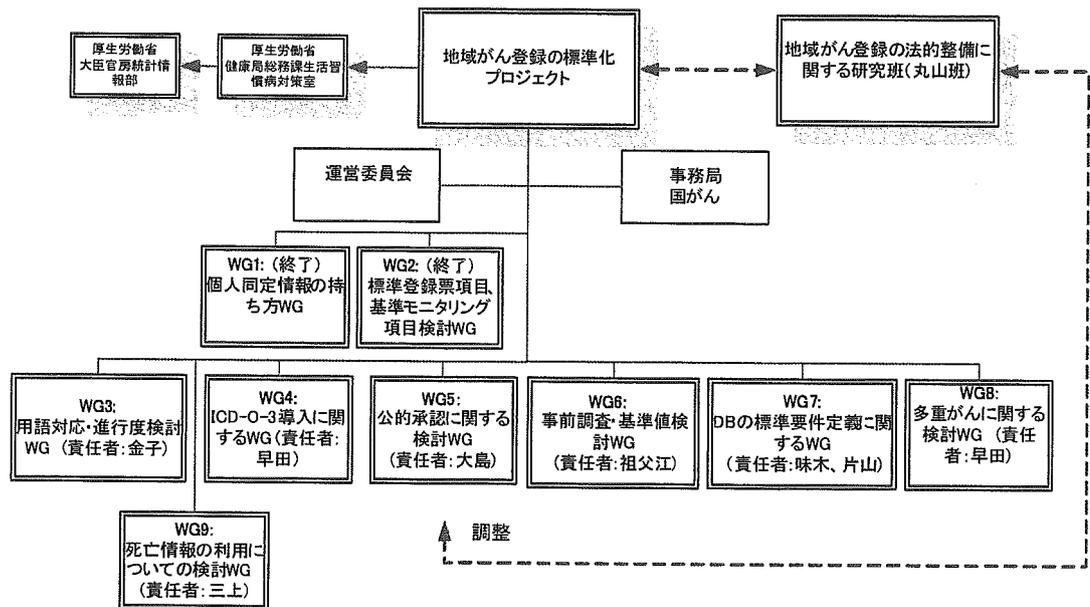 厚生労働省
大臣官房統計情
報部
厚生労働省
健康局総務課生活習
慣病対策室
地域がん登録の標準化
プロジェクト
地域がん登録の法的整備に
関する研究班(丸山班)
運営委員会
事務局
国がん
WG1:(終了)
個人同定情報の持
ち方WG
WG2:(終了)
標準登録票項目、
基準モニタリング
項目検討WG
WG3:
用語対応・進行度検討
WG (責任者:金子)
WG4:
ICD-O-3導入に関
するWG(責任者:
早田)
WG5:
公的承認に関する
検討WG
(責任者:大島)
WG6:
事前調査・基準値検
討WG
(責任者:祖父江)
WG7:
DBの標準要件定義に関
するWG
(責任者:味木、片山)
WG8:
多重がんに関する
検討WG (責任
者:早田)
WG9:
死亡情報の利用に
ついての検討WG
(責任者:三上)
調整